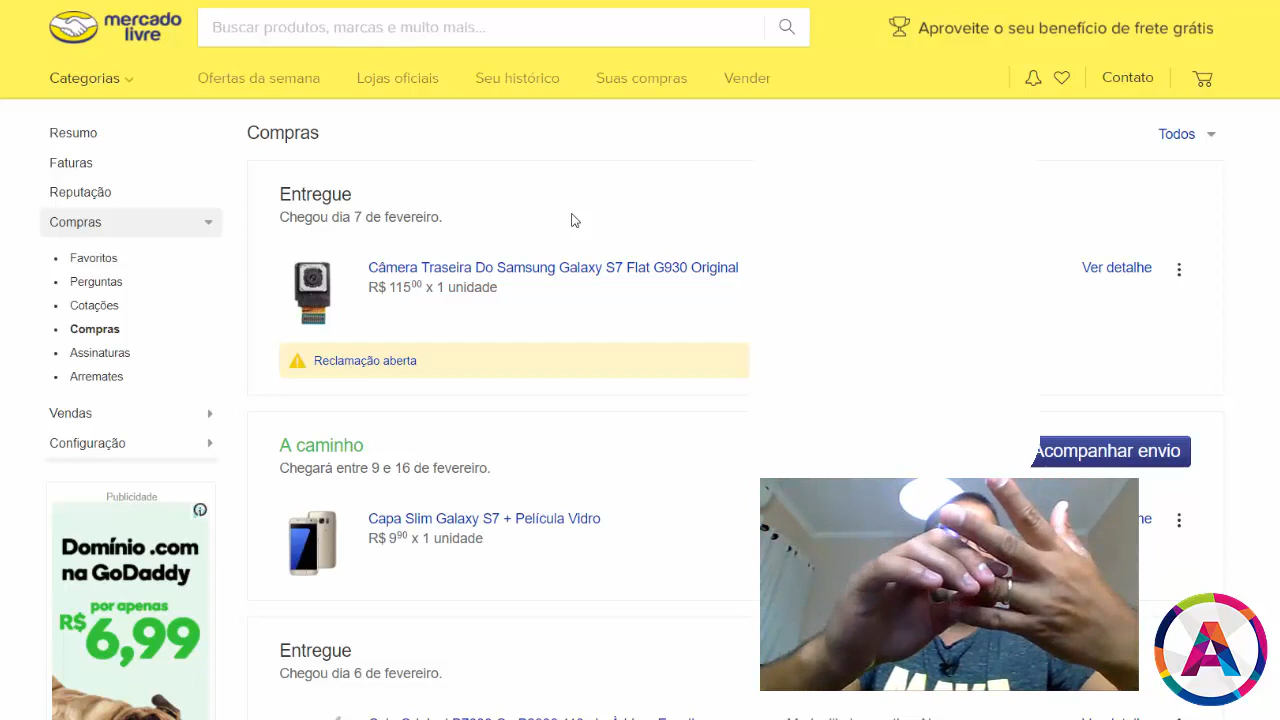 mercado
livre
Buscar produtos, marcas e muito mais...
Aproveite o seu benefício de frete grátis
Categorias
Ofertas da semana
Lojas oficiais
Seu histórico
Suas compras
Vender
Contato
Resumo
Faturas
Reputação
Compras
Favoritos
Perguntas
Cotações
Compras
Assinaturas
Arremates
Vendas
Configuração
Publicidade
Domínio .com
na GoDaddy
por apenas
R$6,99
Compras
Todos
Entregue
Chegou dia 7 de fevereiro.
Câmera Traseira Do Samsung Galaxy S7 Flat G930 Original
Ver detalhe
R$ 115⁰⁰ x 1 unidade
Reclamação aberta
A caminho
Acompanhar envio
Chegará entre 9 e 16 de fevereiro.
Capa Slim Galaxy S7 + Película Vidro
he
R$ 9⁹⁰ x 1 unidade
Entregue
Chegou dia 6 de fevereiro.
A